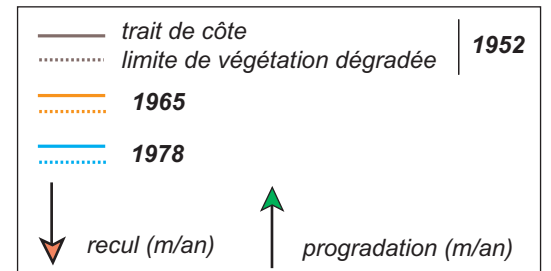 trait de côte
limite de végétation dégradée
1952
1965
1978
recul (m/an)
progradation (m/an)